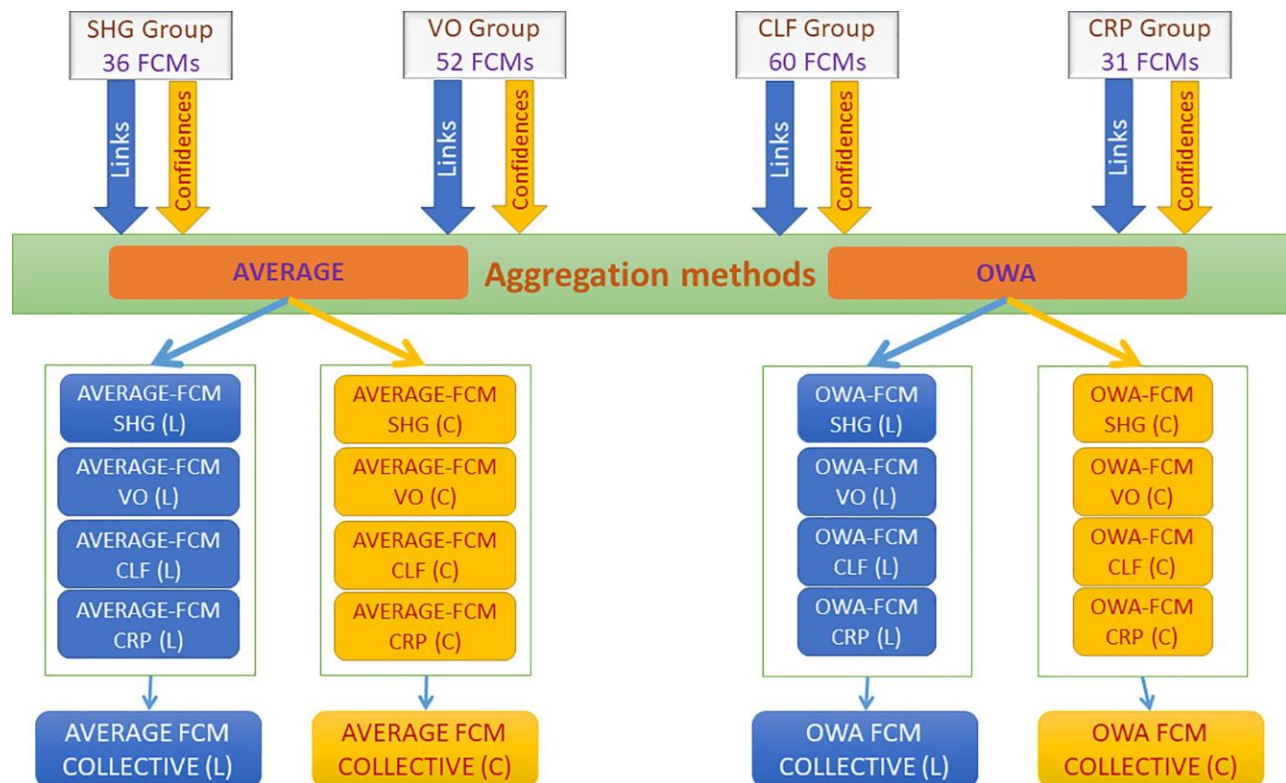 SHG Group
36 FCMs
VO Group
52 FCMs
CLF Group
60 FCMs
CRP Group
31 FCMs
Links
Confidences
Links
Confidences
Links
Confidences
Links
Confidences
AVERAGE
Aggregation methods
OWA
AVERAGE-FCM
SHG (L)
AVERAGE-FCM
VO (L)
AVERAGE-FCM
CLF (L)
AVERAGE-FCM
CRP (L)
AVERAGE-FCM
SHG (C)
AVERAGE-FCM
VO (C)
AVERAGE-FCM
CLF (C)
AVERAGE-FCM
CRP (C)
OWA-FCM
SHG (L)
OWA-FCM
VO (L)
OWA-FCM
CLF (L)
OWA-FCM
CRP (L)
OWA-FCM
SHG (C)
OWA-FCM
VO (C)
OWA-FCM
CLF (C)
OWA-FCM
CRP (C)
AVERAGE FCM
COLLECTIVE (L)
AVERAGE FCM
COLLECTIVE (C)
OWA FCM
COLLECTIVE (L)
OWA FCM
COLLECTIVE (C)